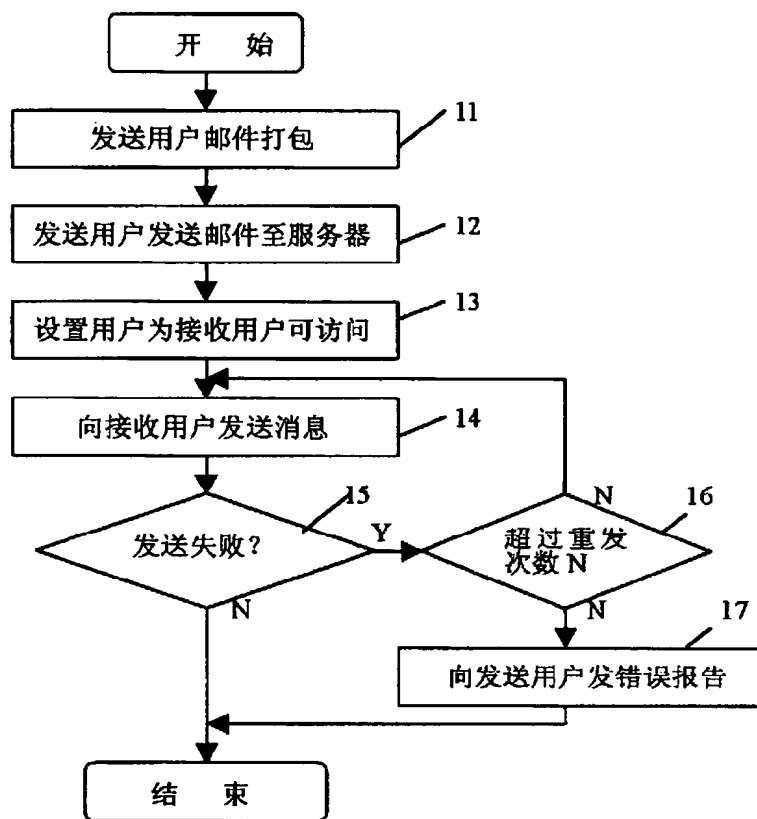 开 始
发送用户邮件打包
11
发送用户发送邮件至服务器
12
设置用户为接收用户可访问
13
向接收用户发送消息
14
发送失败?
15
Y
N
超过重发
次数 N
16
N
N
向发送用户发错误报告
17
结 束